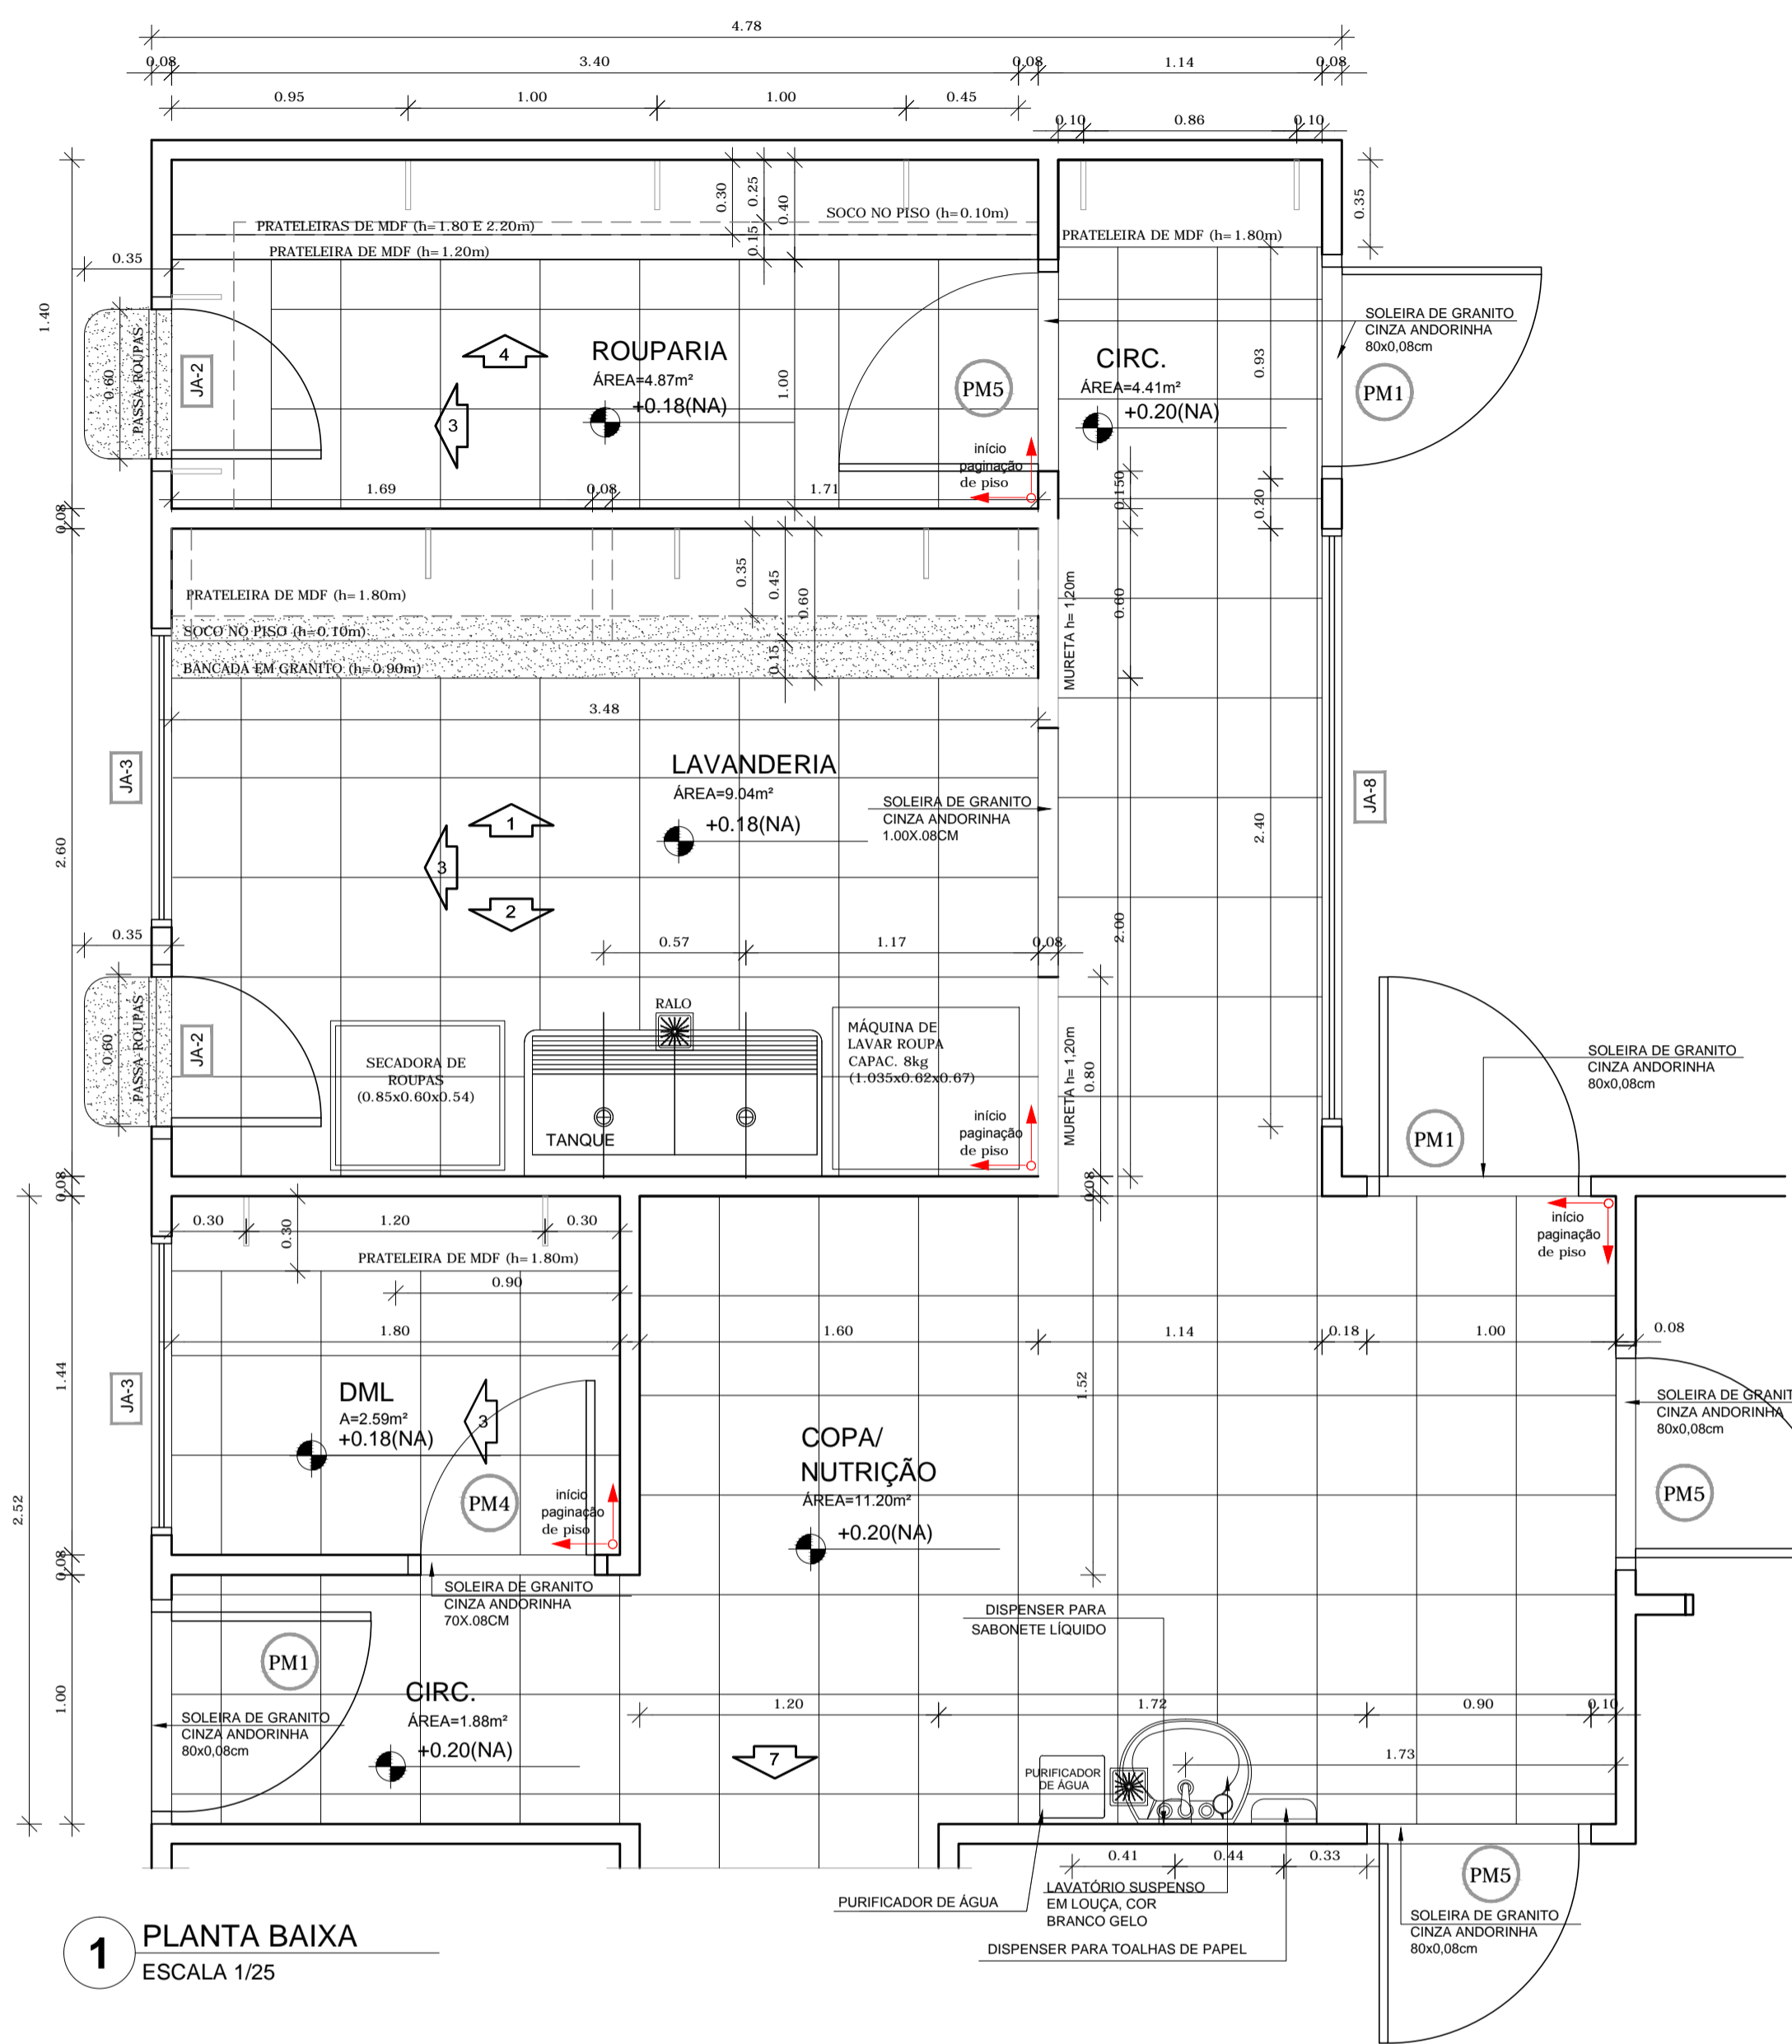 4.78
0.08
3.40
0.08
1.14
0.08
0.95
1.00
1.00
0.45
0.10
0.86
0.10
0.30
0.25
0.40
0.15
0.35
PRATELEIRAS DE MDF (h=1.80 E 2.20m)
SOCO NO PISO (h=0.10m)
PRATELEIRA DE MDF (h=1.20m)
PRATELEIRA DE MDF (h=1.80m)
0.35
1.40
0.60
PASSA-ROUPAS
JA-2
4
3
ROUPARIA
ÁREA=4.87m²
+0.18(NA)
1.00
PM5
CIRC.
ÁREA=4.41m²
+0.20(NA)
0.93
SOLEIRA DE GRANITO
CINZA ANDORINHA
80x0,08cm
PM1
início
paginação
de piso
1.69
0.08
1.71
0.150
0.20
0.08
0.35
0.45
0.60
0.15
PRATELEIRA DE MDF (h=1.80m)
SOCO NO PISO (h=0.10m)
BANCADA EM GRANITO (h=0.90m)
MURETA h= 1,20m
0.60
3.48
JA-3
2.60
LAVANDERIA
ÁREA=9.04m²
+0.18(NA)
1
3
2
SOLEIRA DE GRANITO
CINZA ANDORINHA
1.00X.08CM
2.40
JA-8
2.00
0.35
0.57
1.17
0.08
0.60
PASSA-ROUPAS
JA-2
RALO
SECADORA DE
ROUPAS
(0.85x0.60x0.54)
TANQUE
MÁQUINA DE
LAVAR ROUPA
CAPAC. 8kg
(1.035x0.62x0.67)
início
paginação
de piso
MURETA h= 1,20m
0.80
SOLEIRA DE GRANITO
CINZA ANDORINHA
80x0,08cm
PM1
0.08
0.08
0.30
1.20
0.30
0.30
PRATELEIRA DE MDF (h=1.80m)
0.90
1.80
1.60
1.14
0.18
1.00
0.08
início
paginação
de piso
2.52
1.44
JA-3
DML
A=2.59m²
+0.18(NA)
3
PM4
início
paginação
de piso
1.52
COPA/
NUTRIÇÃO
ÁREA=11.20m²
+0.20(NA)
SOLEIRA DE GRANIT
CINZA ANDORINHA
80x0,08cm
PM5
0.08
SOLEIRA DE GRANITO
CINZA ANDORINHA
70X.08CM
DISPENSER PARA
SABONETE LÍQUIDO
1.00
PM1
CIRC.
ÁREA=1.88m²
+0.20(NA)
SOLEIRA DE GRANITO
CINZA ANDORINHA
80x0,08cm
1.20
1.72
0.90
0.10
7
1.73
PURIFICADOR
DE ÁGUA
0.41
0.44
0.33
PURIFICADOR DE ÁGUA
LAVATÓRIO SUSPENSO
EM LOUÇA, COR
BRANCO GELO
DISPENSER PARA TOALHAS DE PAPEL
PM5
SOLEIRA DE GRANITO
CINZA ANDORINHA
80x0,08cm
1
PLANTA BAIXA
ESCALA 1/25